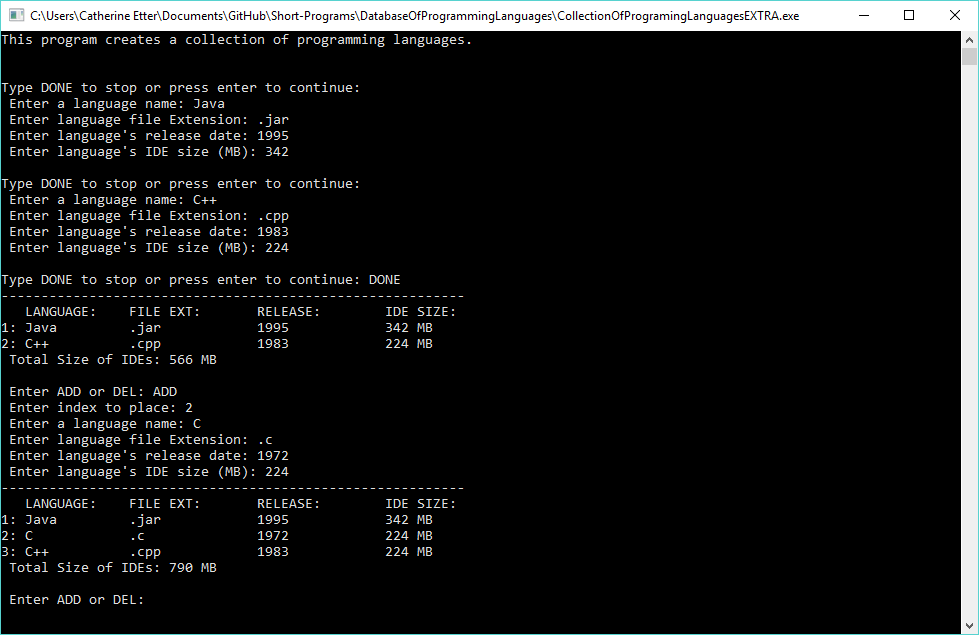 C:\Users\Catherine Etter\Documents\GitHub\Short-Programs\DatabaseOfProgrammingLanguages\CollectionOfProgramingLanguagesEXTRA.exe
This program creates a collection of programming languages.
Type DONE to stop or press enter to continue:
Enter a language name: Java
Enter language file Extension: .jar
Enter language's release date: 1995
Enter language's IDE size (MB): 342
Type DONE to stop or press enter to continue:
Enter a language name: C++
Enter language file Extension: .cpp
Enter language's release date: 1983
Enter language's IDE size (MB): 224
Type DONE to stop or press enter to continue: DONE
----------------------------------------------------------
LANGUAGE: FILE EXT: RELEASE: IDE SIZE:
1: Java .jar 1995 342 MB
2: C++ .cpp 1983 224 MB
Total Size of IDEs: 566 MB
Enter ADD or DEL: ADD
Enter index to place: 2
Enter a language name: C
Enter language file Extension: .c
Enter language's release date: 1972
Enter language's IDE size (MB): 224
----------------------------------------------------------
LANGUAGE: FILE EXT: RELEASE: IDE SIZE:
1: Java .jar 1995 342 MB
2: C .c 1972 224 MB
3: C++ .cpp 1983 224 MB
Total Size of IDEs: 790 MB
Enter ADD or DEL: